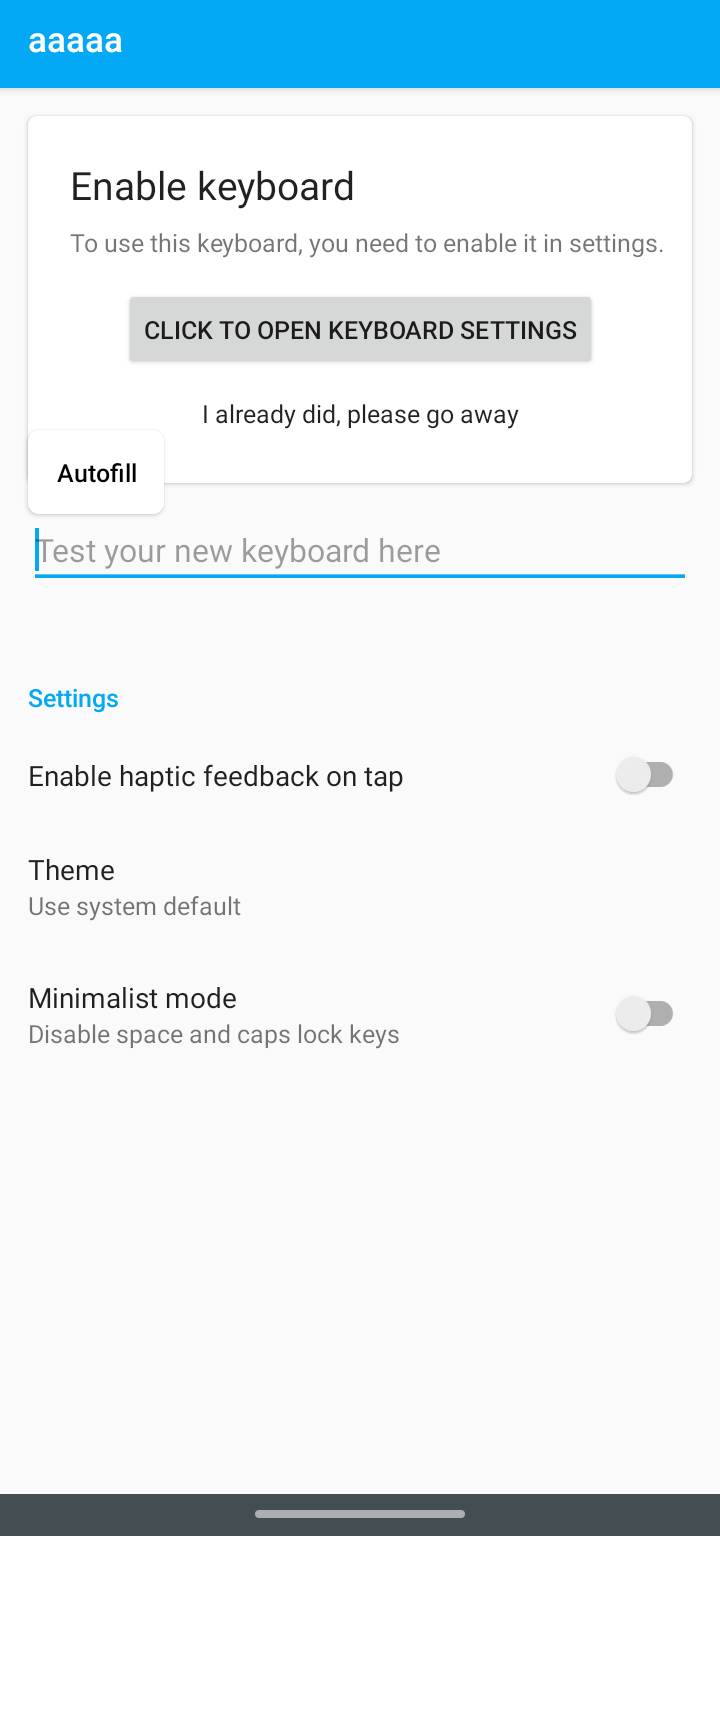 aaaaa
Enable keyboard
To use this keyboard, you need to enable it in settings.
CLICK TO OPEN KEYBOARD SETTINGS
I already did, please go away
Autofill
Test your new keyboard here
Settings
Enable haptic feedback on tap
Theme
Use system default
Minimalist mode
Disable space and caps lock keys